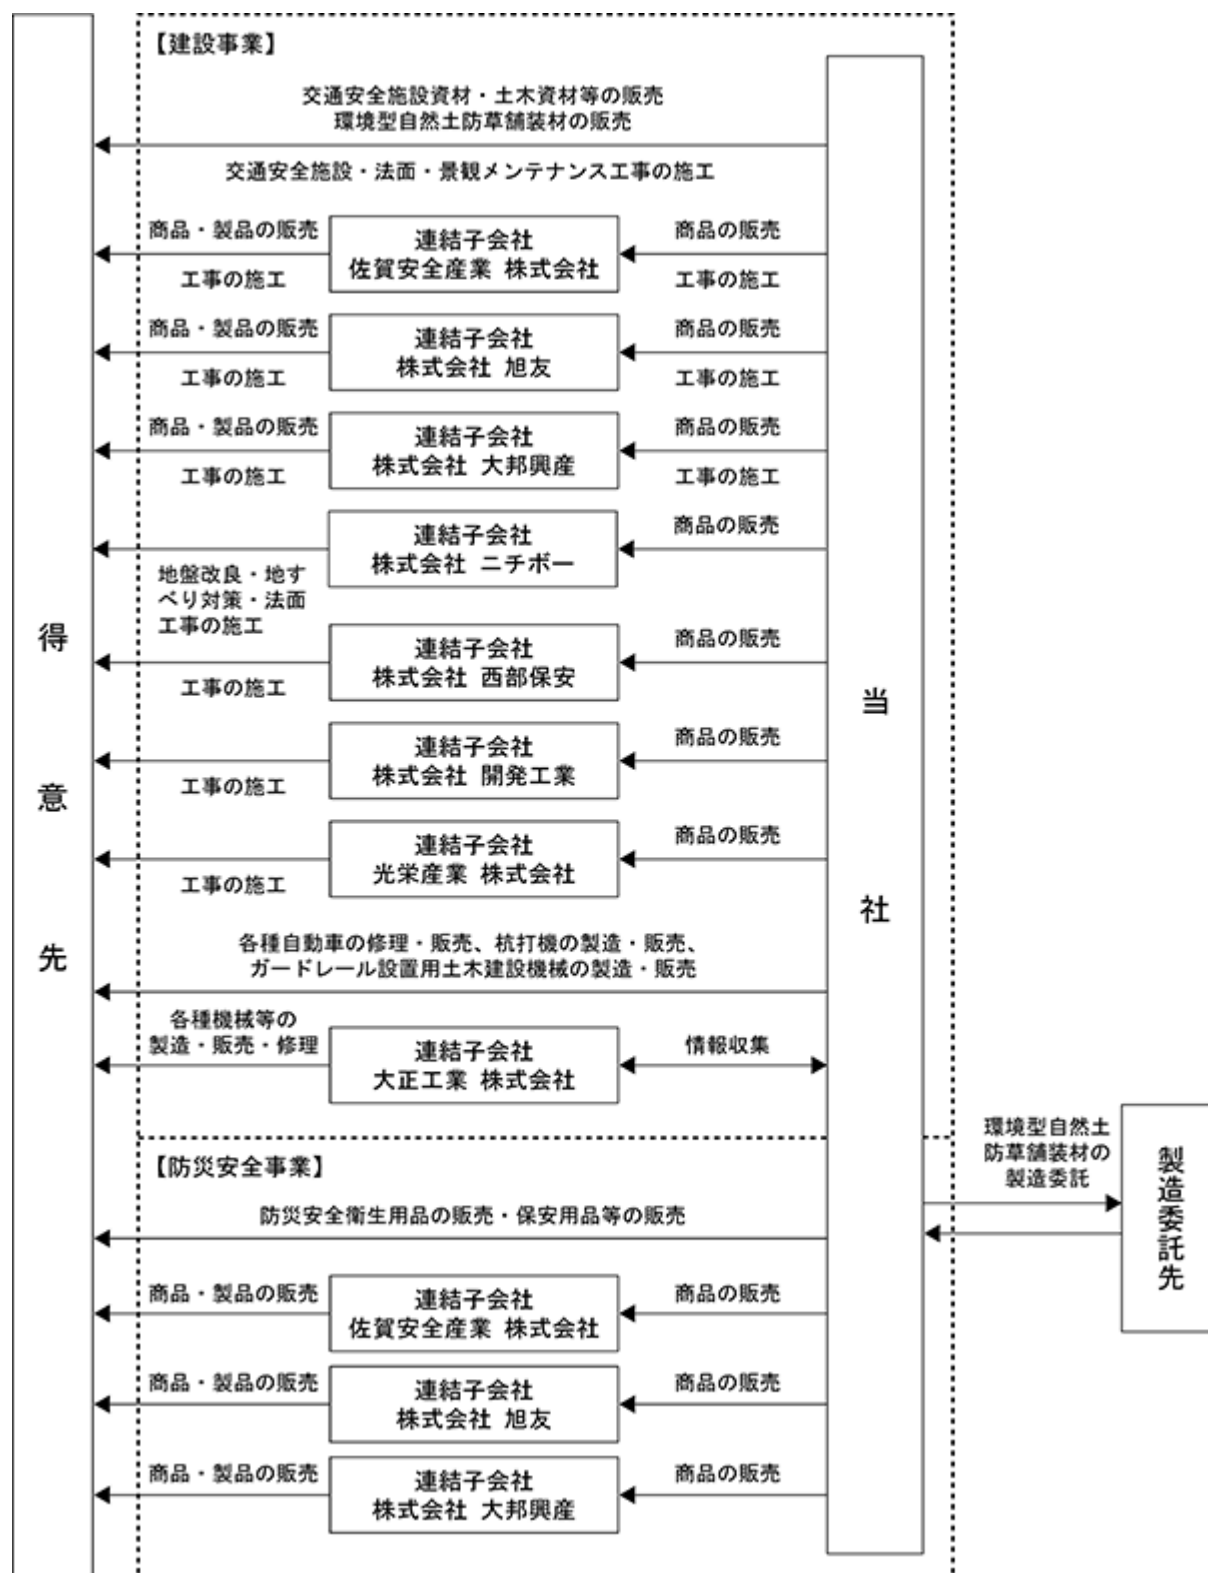 【建設事業】
交通安全施設資材・土木資材等の販売
環境型自然土防草舗装材の販売
交通安全施設・法面・景観メンテナンス工事の施工
商品・製品の販売
工事の施工
連結子会社
佐賀安全産業 株式会社
商品の販売
工事の施工
商品・製品の販売
工事の施工
連結子会社
株式会社 旭友
商品の販売
工事の施工
商品・製品の販売
工事の施工
連結子会社
株式会社 大邦興産
商品の販売
工事の施工
連結子会社
株式会社 ニチボー
商品の販売
地盤改良・地す
べり対策・法面
工事の施工
連結子会社
株式会社 西部保安
商品の販売
工事の施工
連結子会社
株式会社 開発工業
商品の販売
工事の施工
連結子会社
光栄産業 株式会社
商品の販売
工事の施工
得意先
当社
各種自動車の修理・販売、杭打機の製造・販売、
ガードレール設置用土木建設機械の製造・販売
各種機械等の
製造・販売・修理
連結子会社
大正工業 株式会社
情報収集
環境型自然土
防草舗装材の
製造委託
製造委託先
【防災安全事業】
防災安全衛生用品の販売・保安用品等の販売
商品・製品の販売
連結子会社
佐賀安全産業 株式会社
商品の販売
商品・製品の販売
連結子会社
株式会社 旭友
商品の販売
商品・製品の販売
連結子会社
株式会社 大邦興産
商品の販売